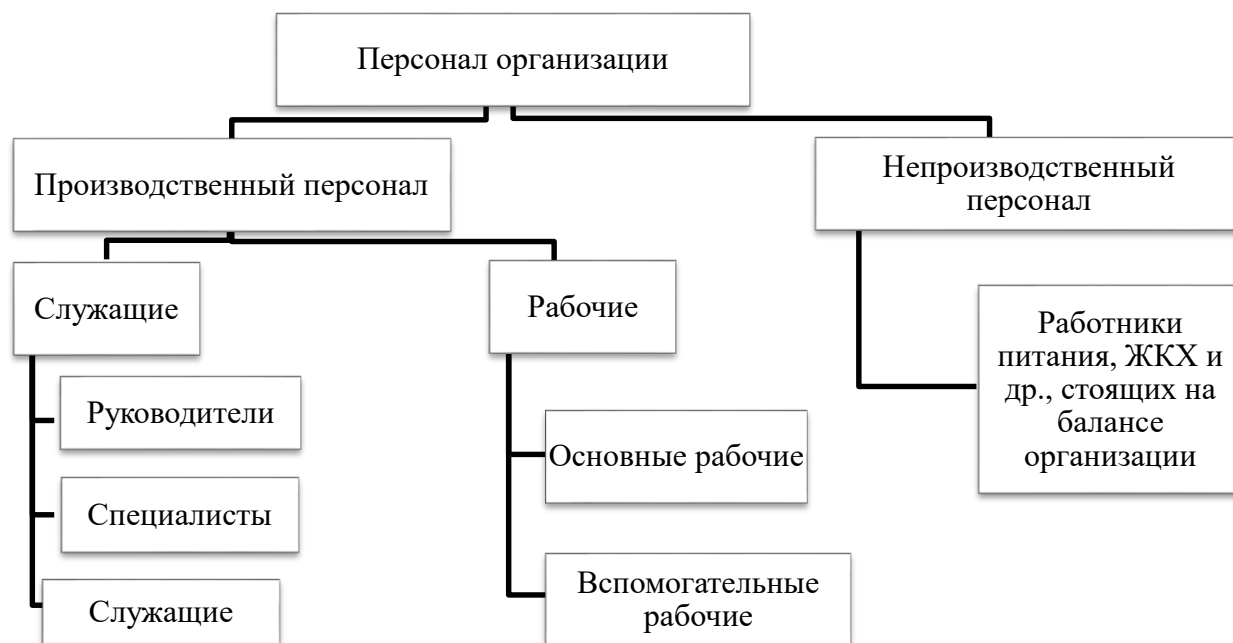 Персонал организации
Производственный персонал
Непроизводственный
персонал
Служащие
Рабочие
Работники
питания, ЖКХ и
др., стоящих на
балансе
организации
Руководители
Основные рабочие
Специалисты
Вспомогательные
рабочие
Служащие